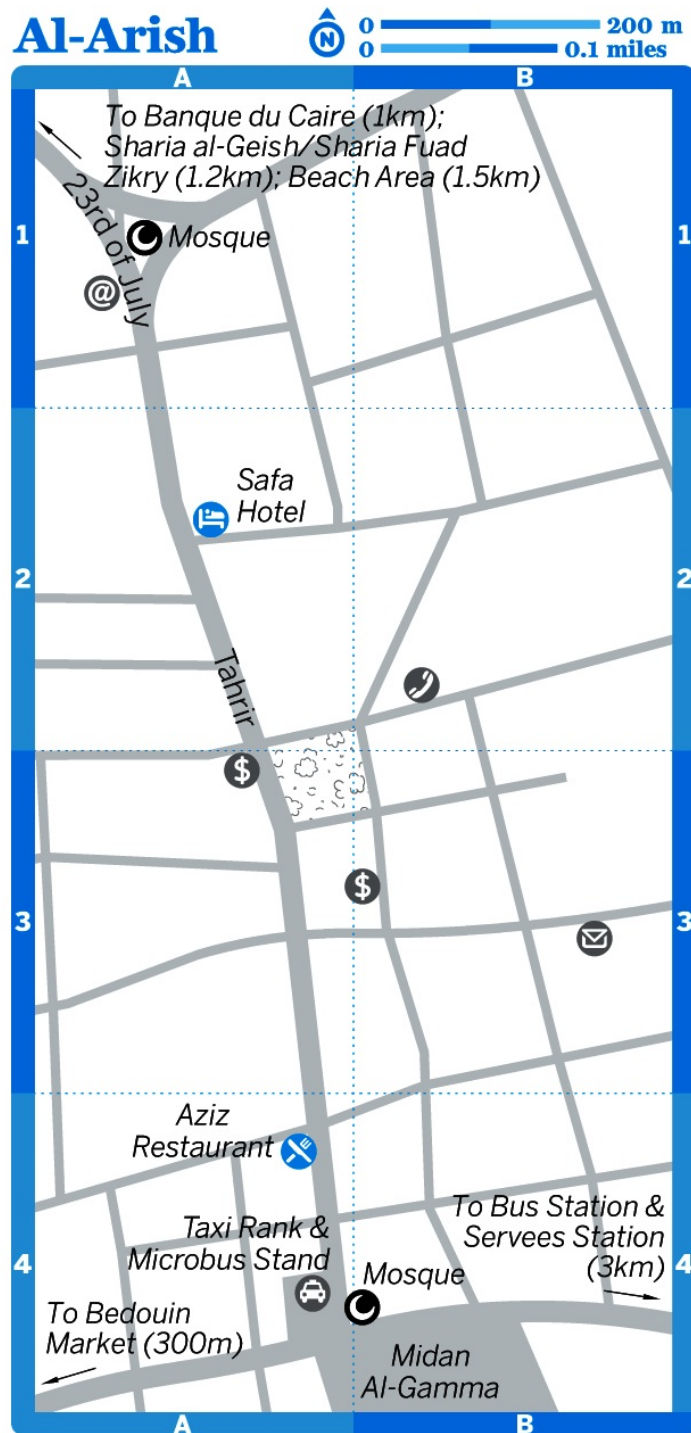 Al-Arish
N
0 200 m
0 0.1 miles
A B
To Banque du Caire (1km);
Sharia al-Geish/Sharia Fuad
Zikry (1.2km); Beach Area (1.5km)
23rd of July
1 1
Mosque
@
Safa
Hotel
2 2
Tahrir
$
$
3 3
Aziz
Restaurant
To Bus Station &
Servees Station
(3km)
Taxi Rank &
Microbus Stand
4 4
Mosque
To Bedouin
Market (300m)
Midan
Al-Gamma
A B